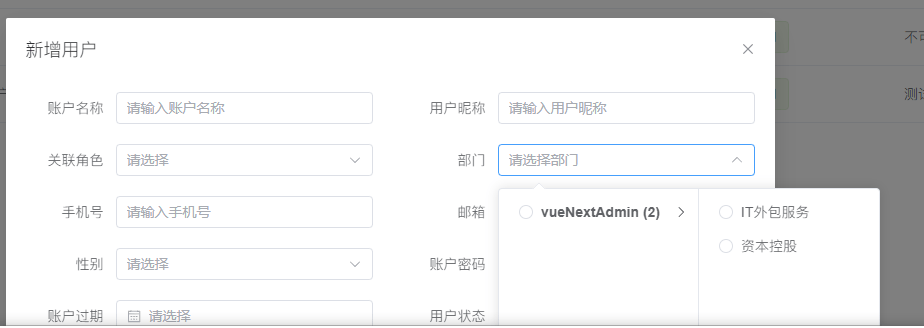 新增用户
不可
测试
账户名称 请输入账户名称 用户昵称 请输入用户昵称
关联角色 请选择 部门 请选择部门
手机号 请输入手机号 邮箱 vueNextAdmin (2) IT外包服务
资本控股
性别 请选择 账户密码
账户过期 请选择 用户状态